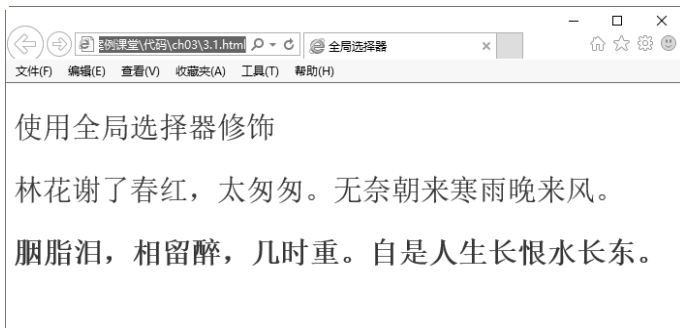 案例课堂\代码\ch03\3.1.html
全局选择器
文件(F) 编辑(E) 查看(V) 收藏夹(A) 工具(T) 帮助(H)
使用全局选择器修饰
林花谢了春红，太匆匆。无奈朝来寒雨晚来风。
胭脂泪，相留醉，几时重。自是人生长恨水长东。